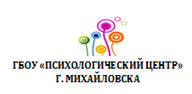 ГБОУ «ПСИХОЛОГИЧЕСКИЙ ЦЕНТР»
Г. МИХАЙЛОВСКА